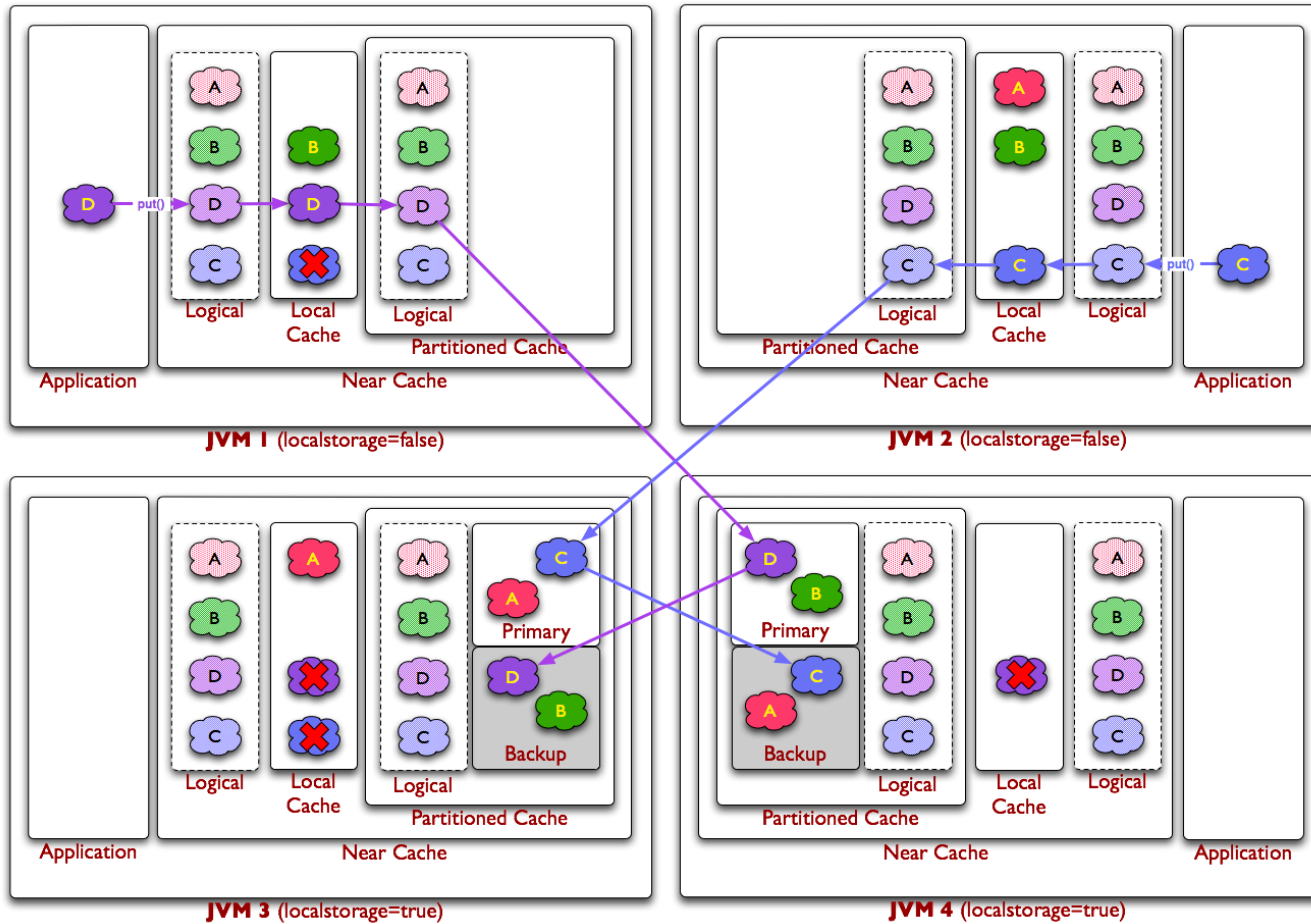 A
A
B
B
B
D
put()
D
D
D
C
C
Logical
Local
Cache
Logical
Partitioned Cache
Application
Near Cache
JVM 1 (localstorage=false)
A
A
A
B
B
B
D
D
C
C
C
put()
C
Logical
Local
Cache
Logical
Partitioned Cache
Near Cache
Application
JVM 2 (localstorage=false)
A
A
A
C
A
B
B
Primary
D
D
D
B
C
C
Backup
Logical
Local
Cache
Logical
Partitioned Cache
Application
Near Cache
JVM 3 (localstorage=true)
D
A
A
B
B
B
Primary
C
D
D
A
C
C
Backup
Logical
Local
Cache
Logical
Partitioned Cache
Near Cache
Application
JVM 4 (localstorage=true)